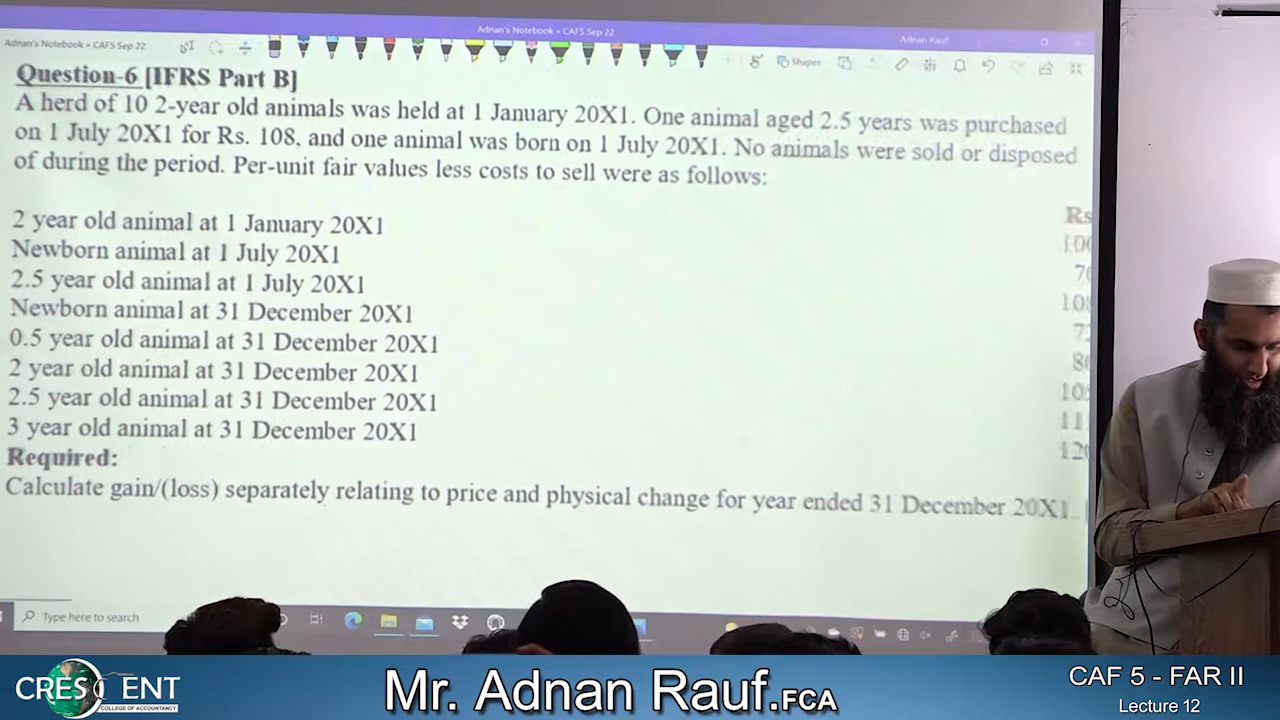 Adnan's Notebook » CAF5 Sep 22
Adnan Rauf
Adnan's Notebook » CAF5 Sep 22
Shapes
Question-6 [IFRS Part B]
A herd of 10 2-year old animals was held at 1 January 20X1. One animal aged 2.5 years was purchased
on 1 July 20X1 for Rs. 108, and one animal was born on 1 July 20X1. No animals were sold or disposed
of during the period. Per-unit fair values less costs to sell were as follows:
Rs
2 year old animal at 1 January 20X1
Newborn animal at 1 July 20X1
2.5 year old animal at 1 July 20X1
Newborn animal at 31 December 20X1
0.5 year old animal at 31 December 20X1
2 year old animal at 31 December 20X1
2.5 year old animal at 31 December 20X1
3 year old animal at 31 December 20X1
Required:
Calculate gain/(loss) separately relating to price and physical change for year ended 31 December 20X1.
Type here to search
CRESCENT
COLLEGE OF ACCOUNTANCY
Mr. Adnan Rauf.FCA
CAF 5 - FAR II
Lecture 12